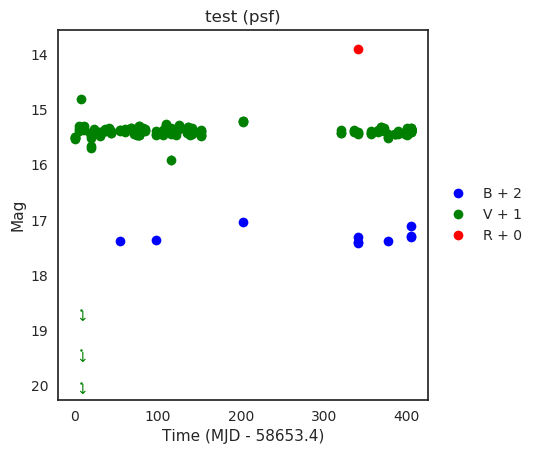 test (psf)
14
15
16
17
18
19
20
Mag
0
100
200
300
400
Time (MJD - 58653.4)
B + 2
V + 1
R + 0